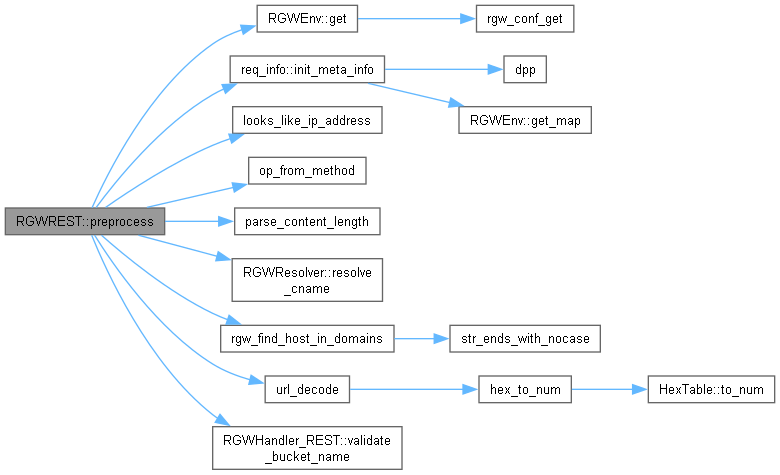 RGWEnv::get
rgw_conf_get
req_info::init_meta_info
dpp
RGWEnv::get_map
looks_like_ip_address
op_from_method
RGWREST::preprocess
parse_content_length
RGWResolver::resolve
_cname
rgw_find_host_in_domains
str_ends_with_nocase
url_decode
hex_to_num
HexTable::to_num
RGWHandler_REST::validate
_bucket_name